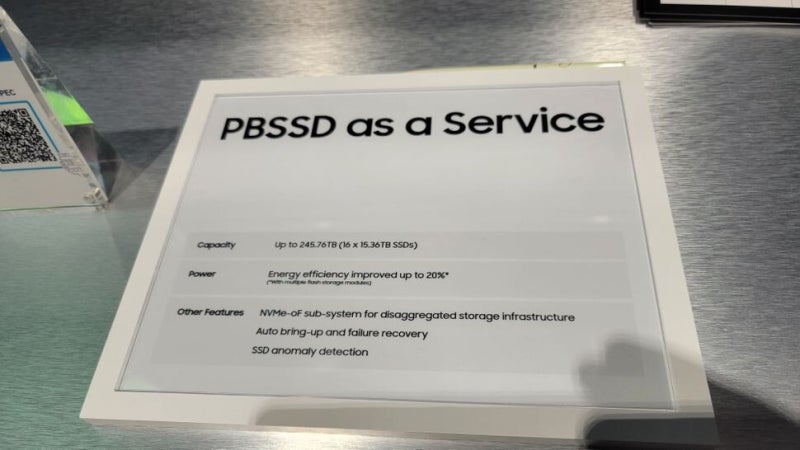 PEC
PBSSD as a Service
Capacity Up to 245.76TB (16 x 15.36TB SSDs)
Power Energy efficiency improved up to 20%*
(*With multiple flash storage modules)
Other Features NVMe-oF sub-system for disaggregated storage infrastructure
Auto bring-up and failure recovery
SSD anomaly detection